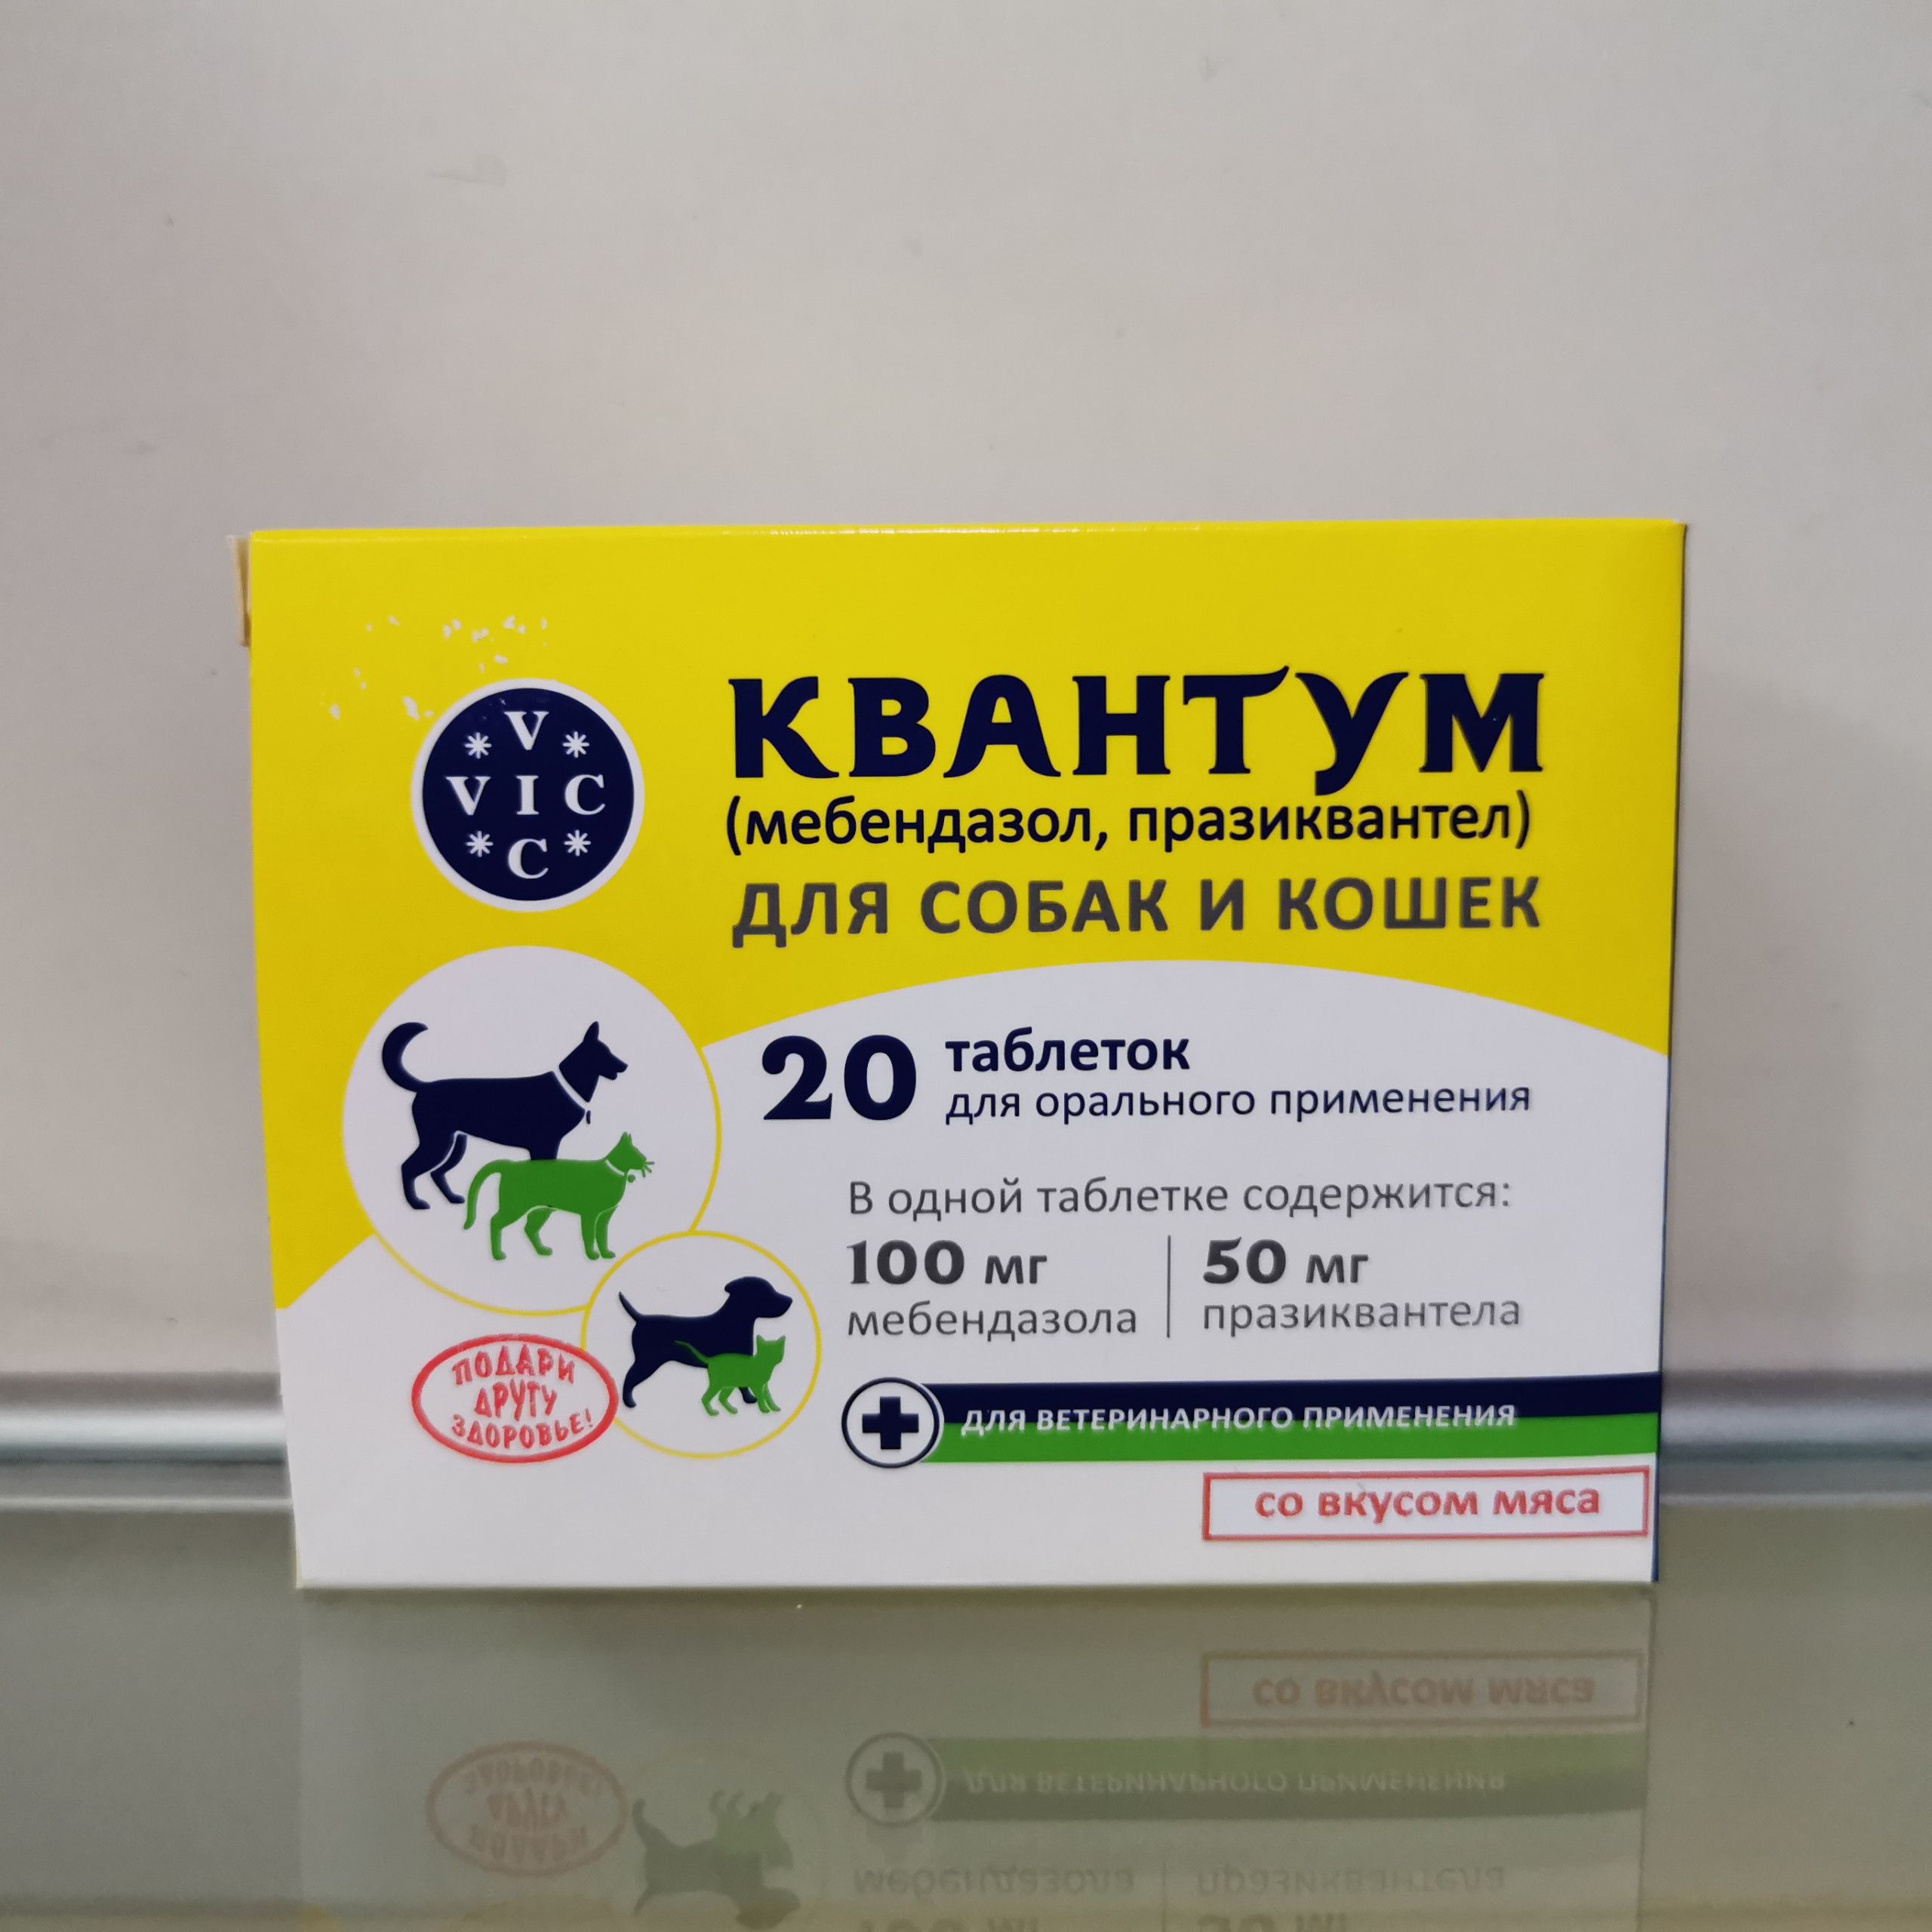 V
VIC
C
КВАНТУМ
(мебендазол, празиквантел)
ДЛЯ СОБАК И КОШЕК
20 таблеток
для орального применения
В одной таблетке содержится:
100 мг 50 мг
мебендазола празиквантела
ПОДАРИ
ДРУГУ
ЗДОРОВЬЕ!
ДЛЯ ВЕТЕРИНАРНОГО ПРИМЕНЕНИЯ
со вкусом мяса